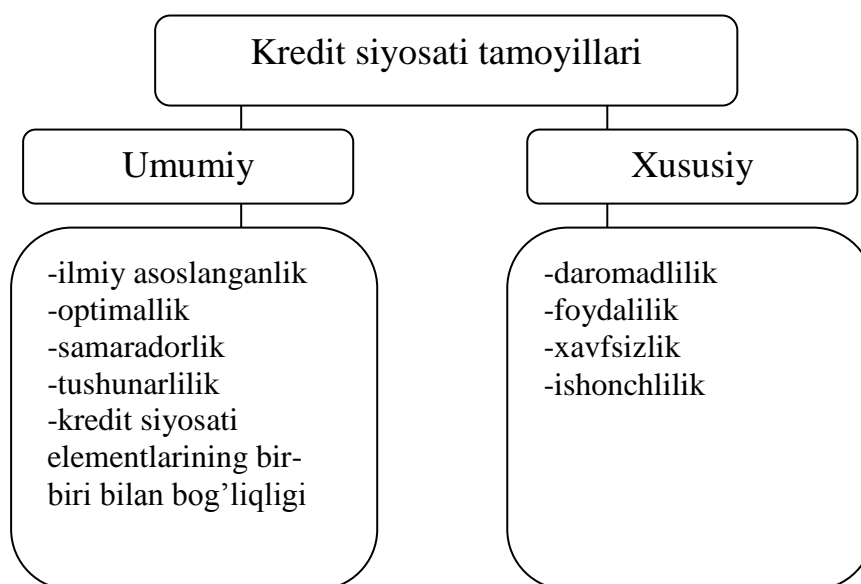 Kredit siyosati tamoyillari
Umumiy
Xususiy
-ilmiy asoslanganlik
-optimallik
-samaradorlik
-tushunarlilik
-kredit siyosati
elementlarining bir-
biri bilan bog’liqligi
-daromadlilik
-foydalilik
-xavfsizlik
-ishonchlilik